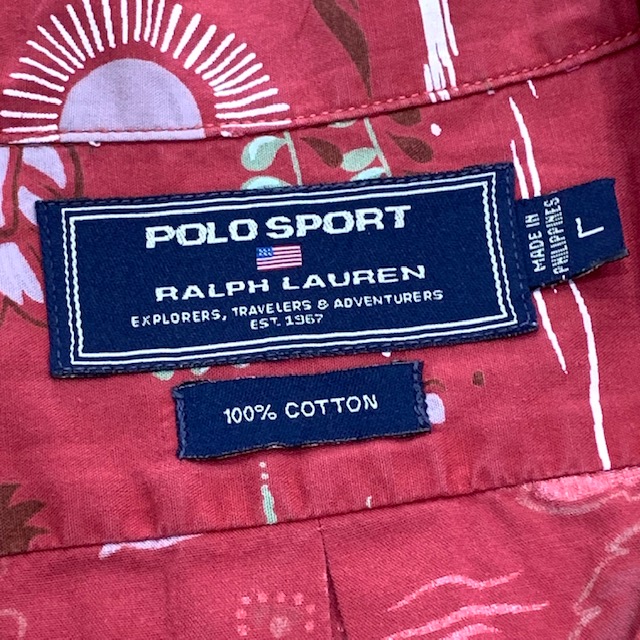 POLO SPORT
RALPH LAUREN
EXPLORERS, TRAVELERS & ADVENTURERS
EST. 1967
MADE IN
PHILIPPINES
L
100% COTTON